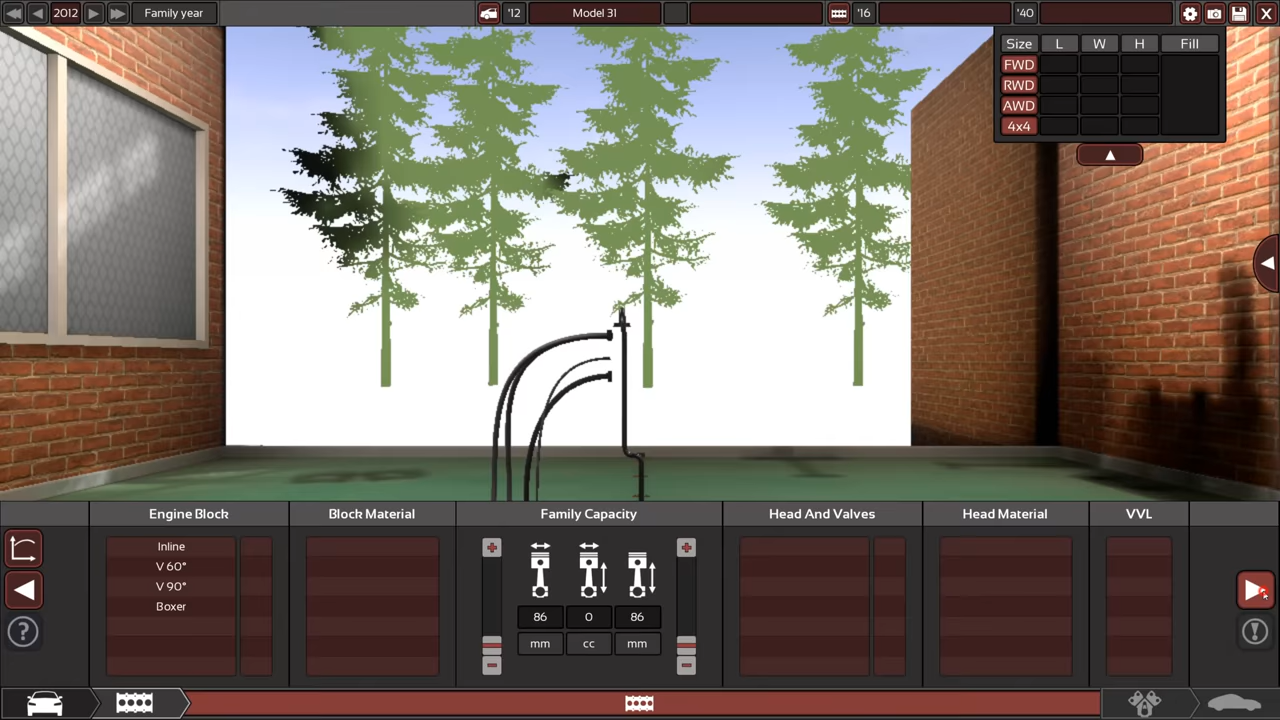 2012 Family year '12 Model 31 '16 '40
Size L W H Fill
FWD
RWD
AWD
4x4
Engine Block Block Material Family Capacity Head And Valves Head Material VVL
Inline
V 60°
V 90°
Boxer
86 0 86
mm cc mm